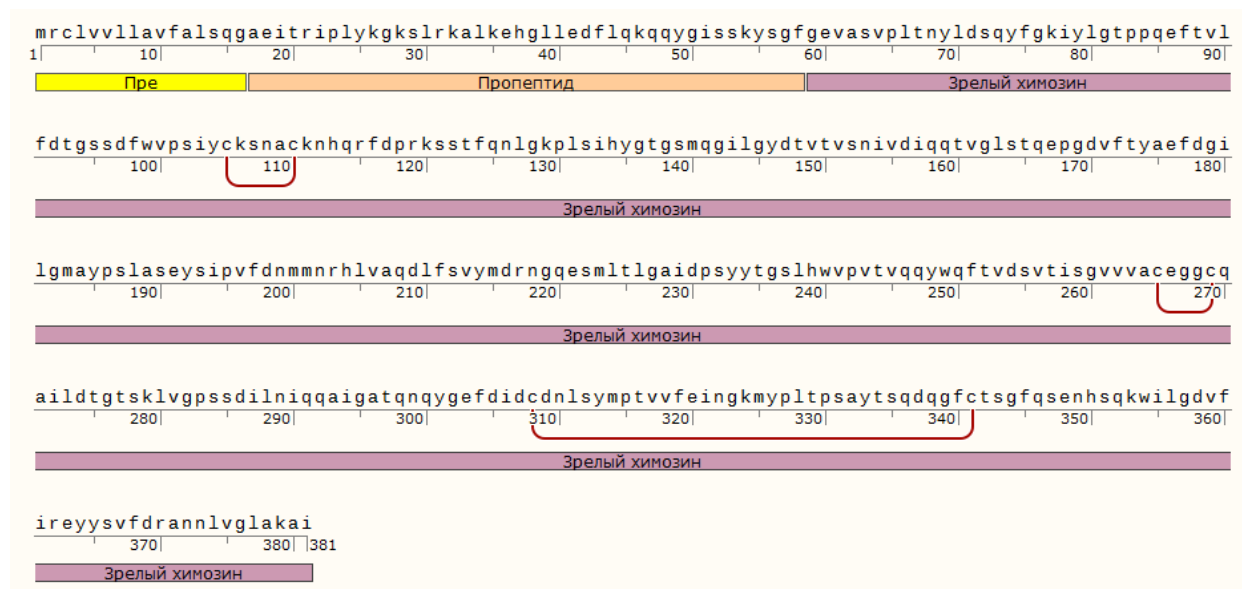 mrclvvllavfalsqgaeitriplykgkslrkalkehglledflqkqqygisskysgfgevasvpltnyldsqyfgkiylgtppqeftvl
1| 10| 20| 30| 40| 50| 60| 70| 80| 90|
Пре Пропептид Зрелый химозин
fdtgssdfwvpsiycksnacknhqrfdprksstfqnlgkplsihygtgsmqgilgydtvtvsnivdiqqtvglstqepgdvftyaefdgi
100| 110| 120| 130| 140| 150| 160| 170| 180|
Зрелый химозин
lgmaypslaseysipvfdnmmnrhlvaqdlfsvymdrngqesmltlgaidpsyytgslhwvpvtvqqywqftvdsvtisgvvvaceggcq
190| 200| 210| 220| 230| 240| 250| 260| 270|
Зрелый химозин
aildtgtsklvgpssdilniqqaigatqnqygefdidcdnlsymptvvfeingkmypltpsaytsqdqgfctsgfqsenhsqkwilgdvf
280| 290| 300| 310| 320| 330| 340| 350| 360|
Зрелый химозин
ireyysvfdrannlvglakai
370| 380| |381
Зрелый химозин